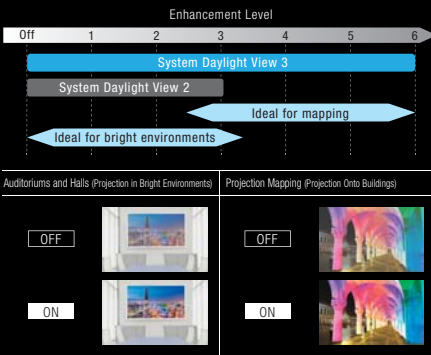 Enhancement Level
Off 1 2 3 4 5 6
System Daylight View 3
System Daylight View 2
Ideal for mapping
Ideal for bright environments
Auditoriums and Halls (Projection in Bright Environments) Projection Mapping (Projection Onto Buildings)
OFF OFF
ON ON